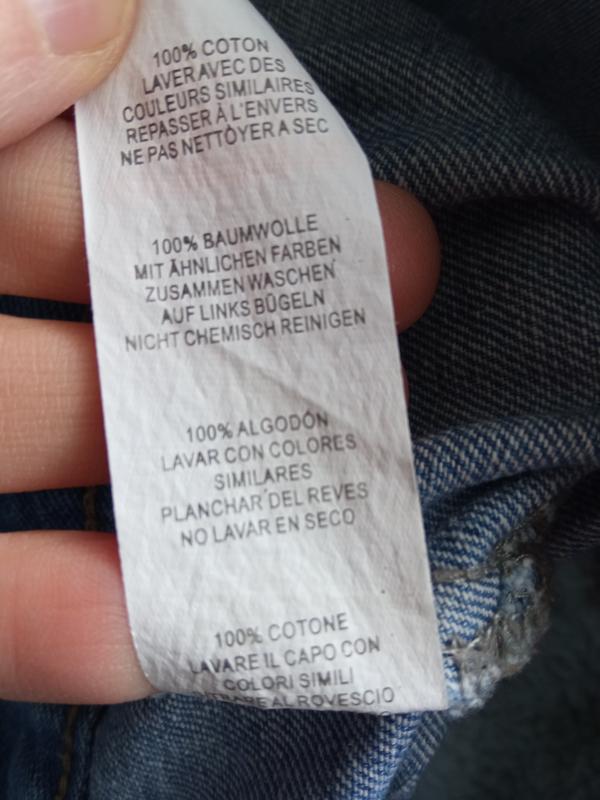 100% COTON
LAVER AVEC DES
COULEURS SIMILAIRES
REPASSER À L'ENVERS
NE PAS NETTOYER A SEC
100% BAUMWOLLE
MIT ÄHNLICHEN FARBEN
ZUSAMMEN WASCHEN
AUF LINKS BÜGELN
NICHT CHEMISCH REINIGEN
100% ALGODÓN
LAVAR CON COLORES
SIMILARES
PLANCHAR DEL REVES
NO LAVAR EN SECO
100% COTONE
LAVARE IL CAPO CON
COLORI SIMILI
AL ROVESCIO